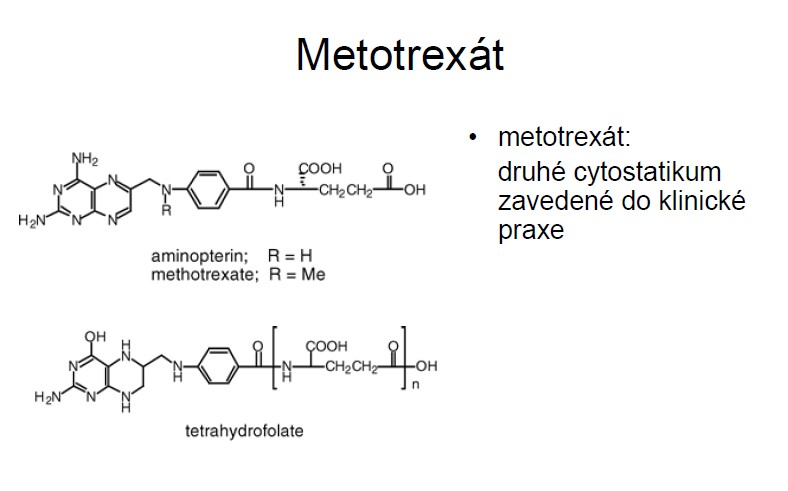 Metotrexát
• metotrexát:
druhé cytostatikum
zavedené do klinické
praxe
NH2
N
N
N
N
H2N
N
R
O
N
H
COOH
CH2CH2
O
OH
aminopterin; R = H
methotrexate; R = Me
OH
H
N
N
N
N
H
H2N
N
H
O
N
H
COOH
CH2CH2
O
OH
n
tetrahydrofolate